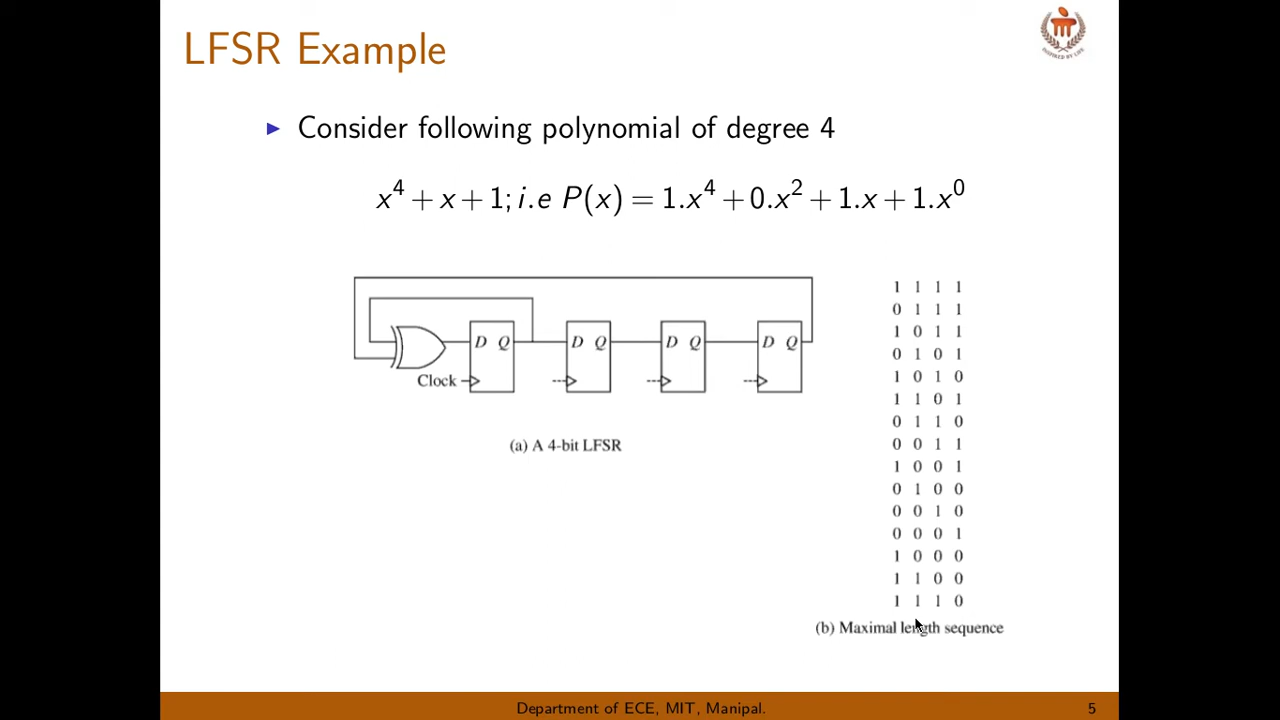 LFSR Example
INSPIRED BY LIFE
▶ Consider following polynomial of degree 4
x⁴ + x + 1; i.e P(x) = 1.x⁴ + 0.x² + 1.x + 1.x⁰
D Q D Q D Q D Q
Clock
(a) A 4-bit LFSR
1 1 1 1
0 1 1 1
1 0 1 1
0 1 0 1
1 0 1 0
1 1 0 1
0 1 1 0
0 0 1 1
1 0 0 1
0 1 0 0
0 0 1 0
0 0 0 1
1 0 0 0
1 1 0 0
1 1 1 0
(b) Maximal length sequence
Department of ECE, MIT, Manipal.
5